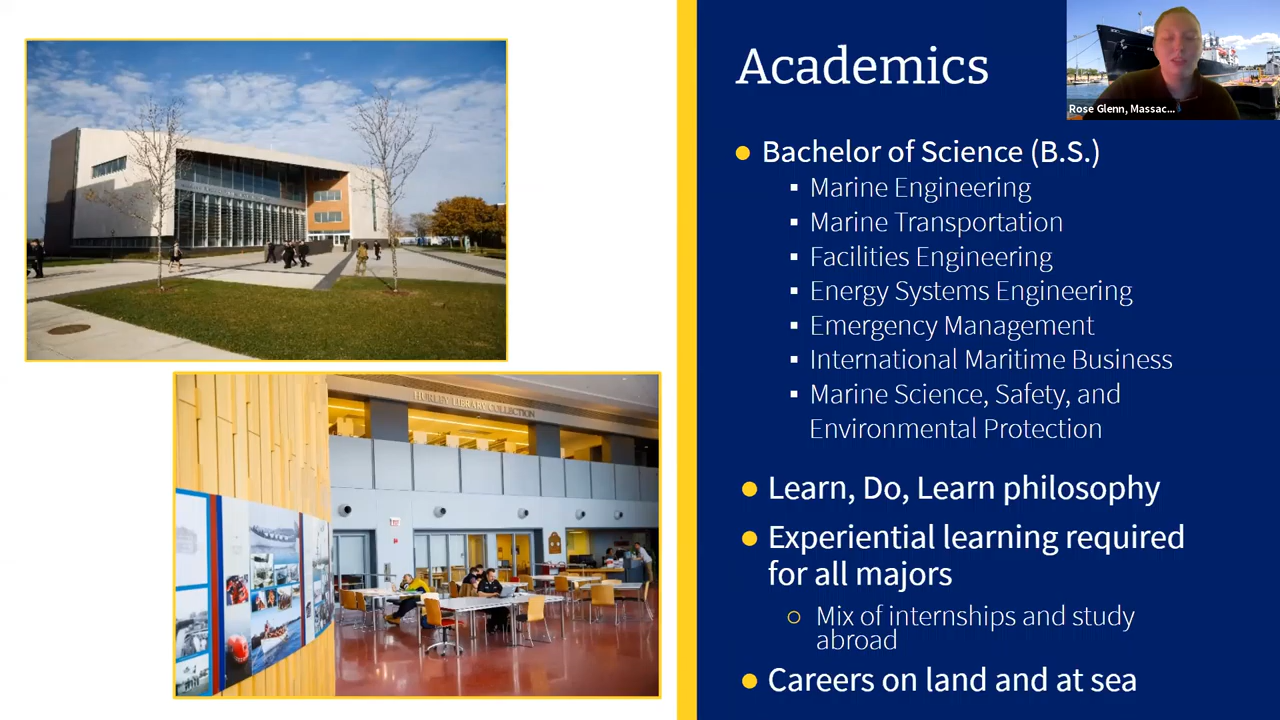 Academics
Rose Glenn, Massac...
Bachelor of Science (B.S.)
Marine Engineering
Marine Transportation
Facilities Engineering
Energy Systems Engineering
Emergency Management
International Maritime Business
Marine Science, Safety, and
Environmental Protection
Learn, Do, Learn philosophy
Experiential learning required
for all majors
Mix of internships and study
abroad
Careers on land and at sea
HURLEY LIBRARY COLLECTION